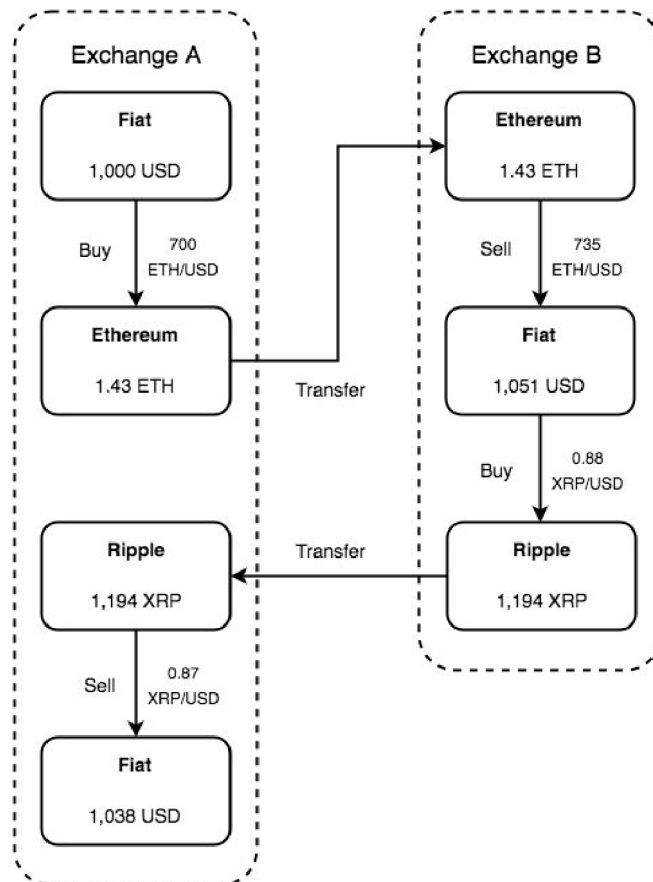 Exchange A
Fiat
1,000 USD
Buy
700
ETH/USD
Ethereum
1.43 ETH
Transfer
Exchange B
Ethereum
1.43 ETH
Sell
735
ETH/USD
Fiat
1,051 USD
Buy
0.88
XRP/USD
Ripple
1,194 XRP
Transfer
Ripple
1,194 XRP
Sell
0.87
XRP/USD
Fiat
1,038 USD